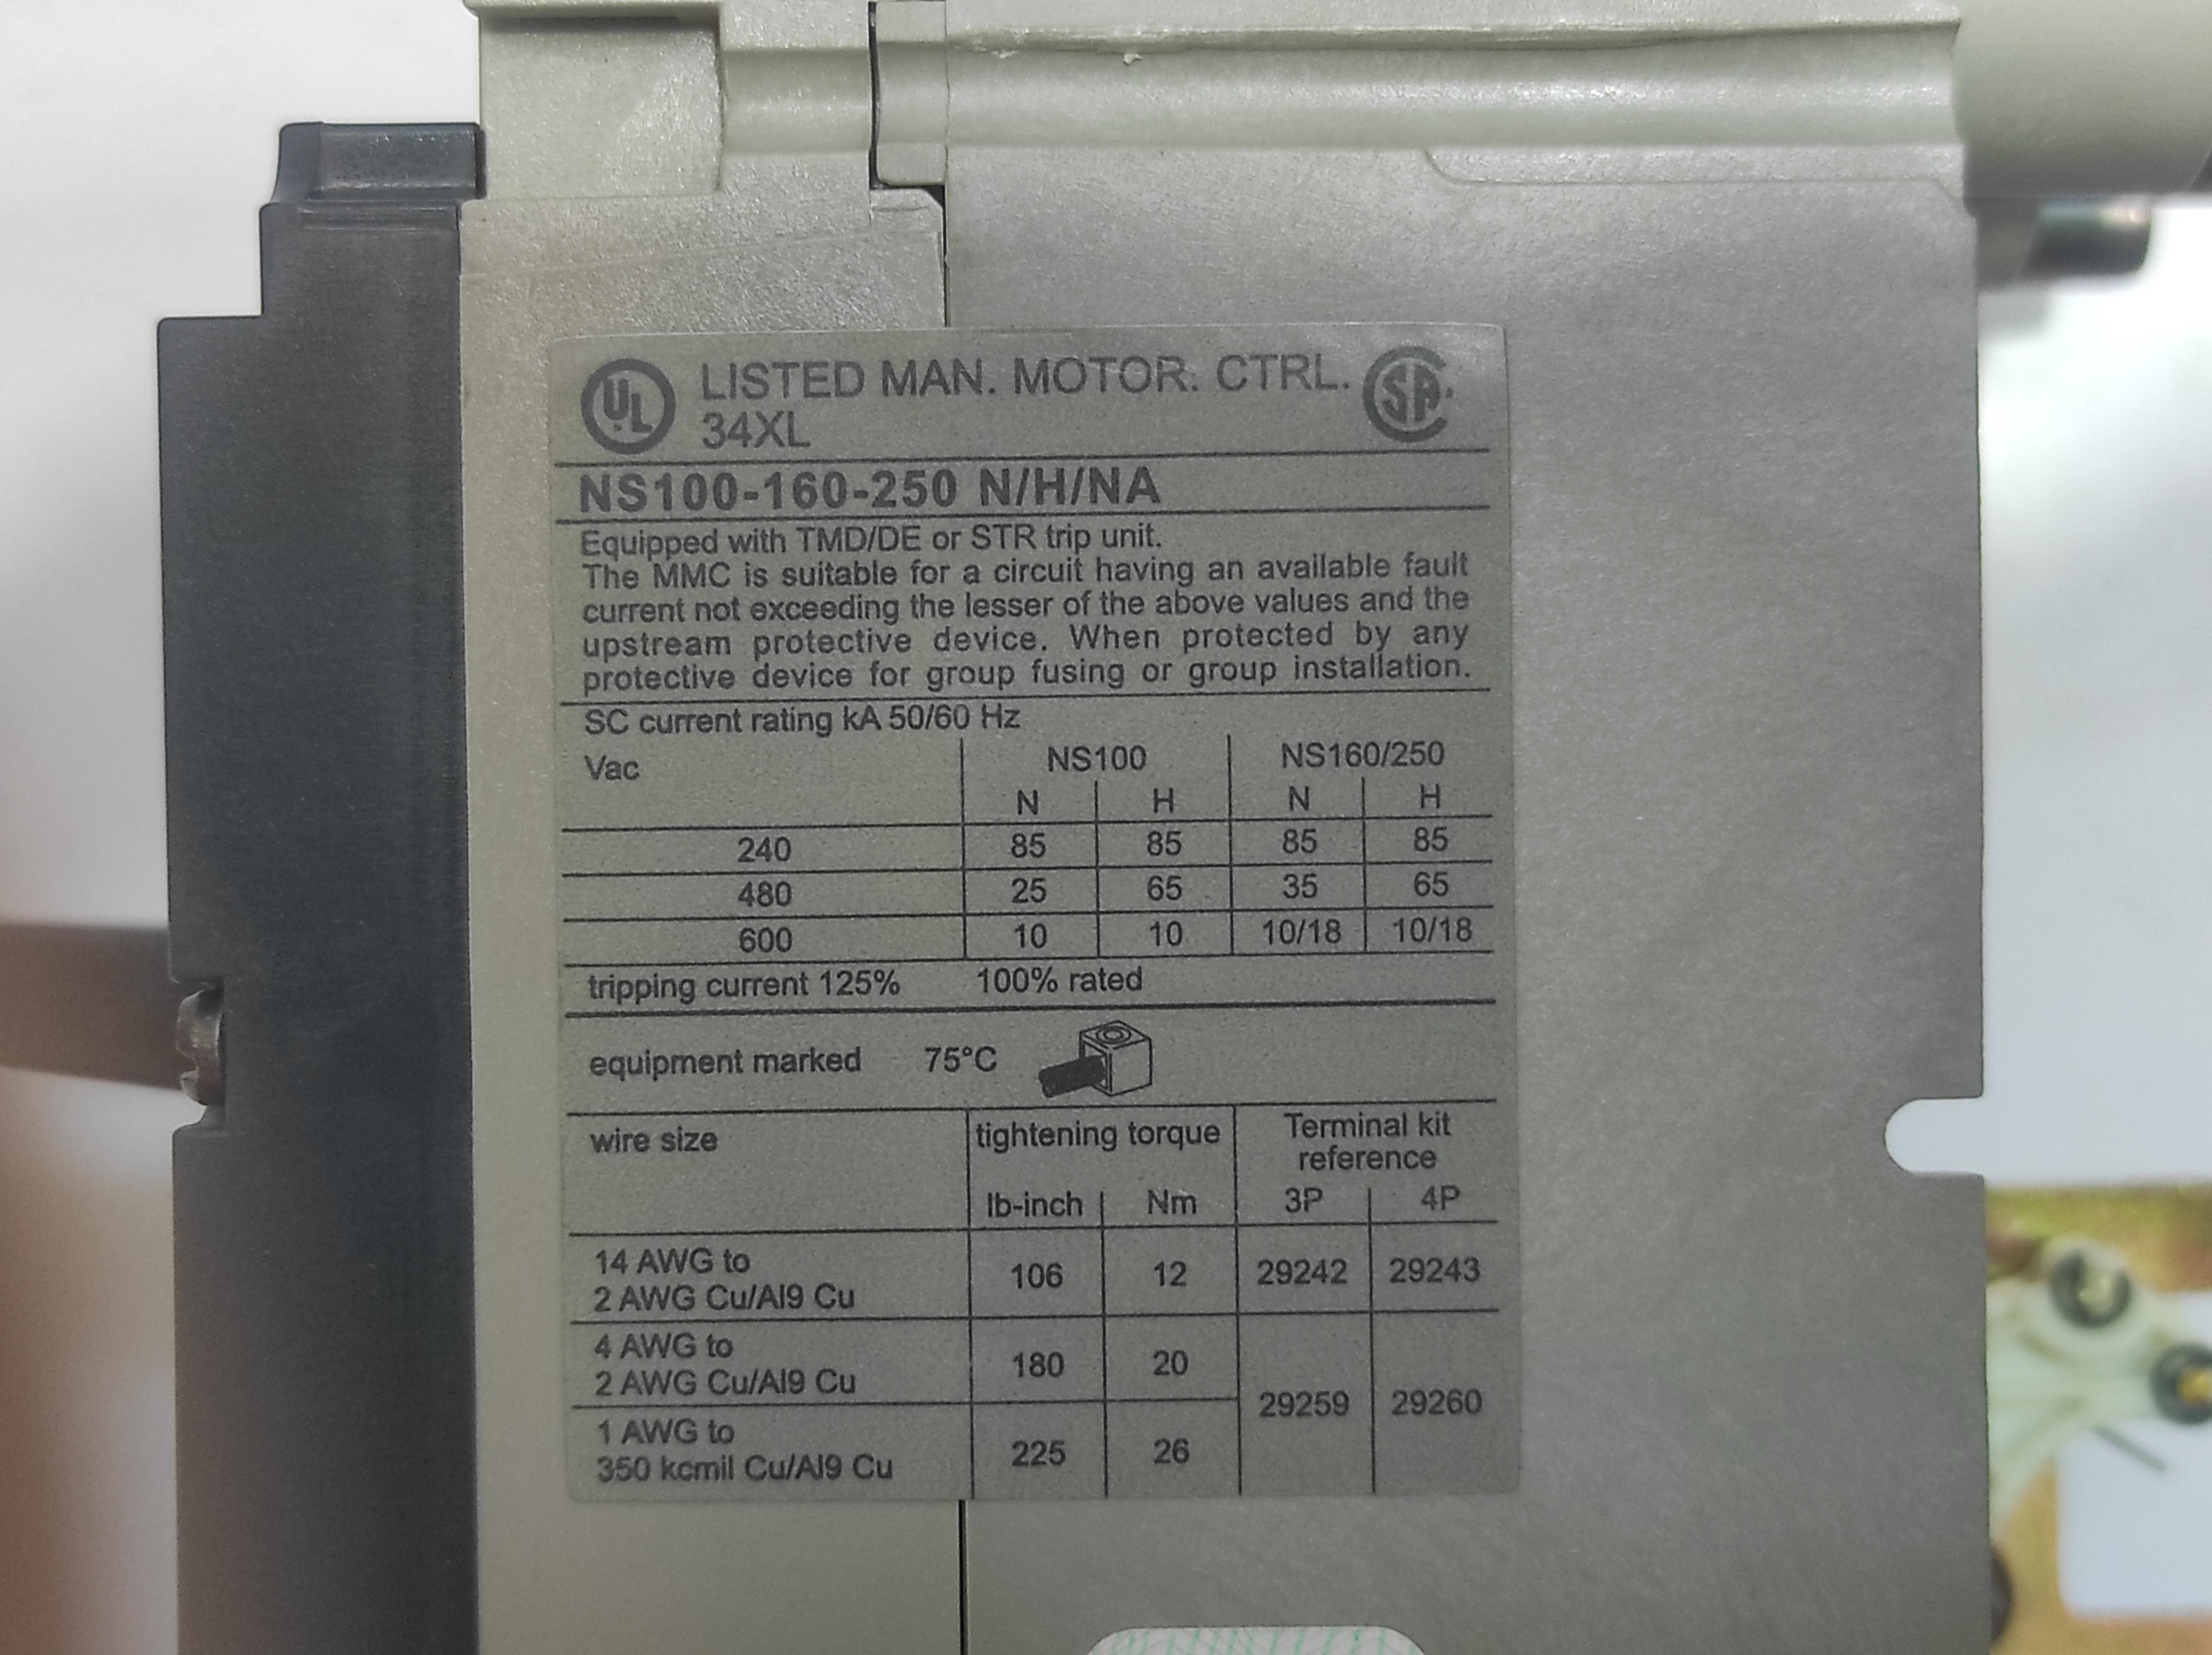 UL LISTED MAN. MOTOR. CTRL. SA
34XL
NS100-160-250 N/H/NA
Equipped with TMD/DE or STR trip unit.
The MMC is suitable for a circuit having an available fault
current not exceeding the lesser of the above values and the
upstream protective device. When protected by any
protective device for group fusing or group installation.
SC current rating kA 50/60 Hz
Vac NS100 NS160/250
N H N H
240 85 85 85 85
480 25 65 35 65
600 10 10 10/18 10/18
tripping current 125% 100% rated
equipment marked 75°C
wire size tightening torque Terminal kit
reference
lb-inch Nm 3P 4P
14 AWG to
2 AWG Cu/Al9 Cu 106 12 29242 29243
4 AWG to
2 AWG Cu/Al9 Cu 180 20
29259 29260
1 AWG to
350 kcmil Cu/Al9 Cu 225 26